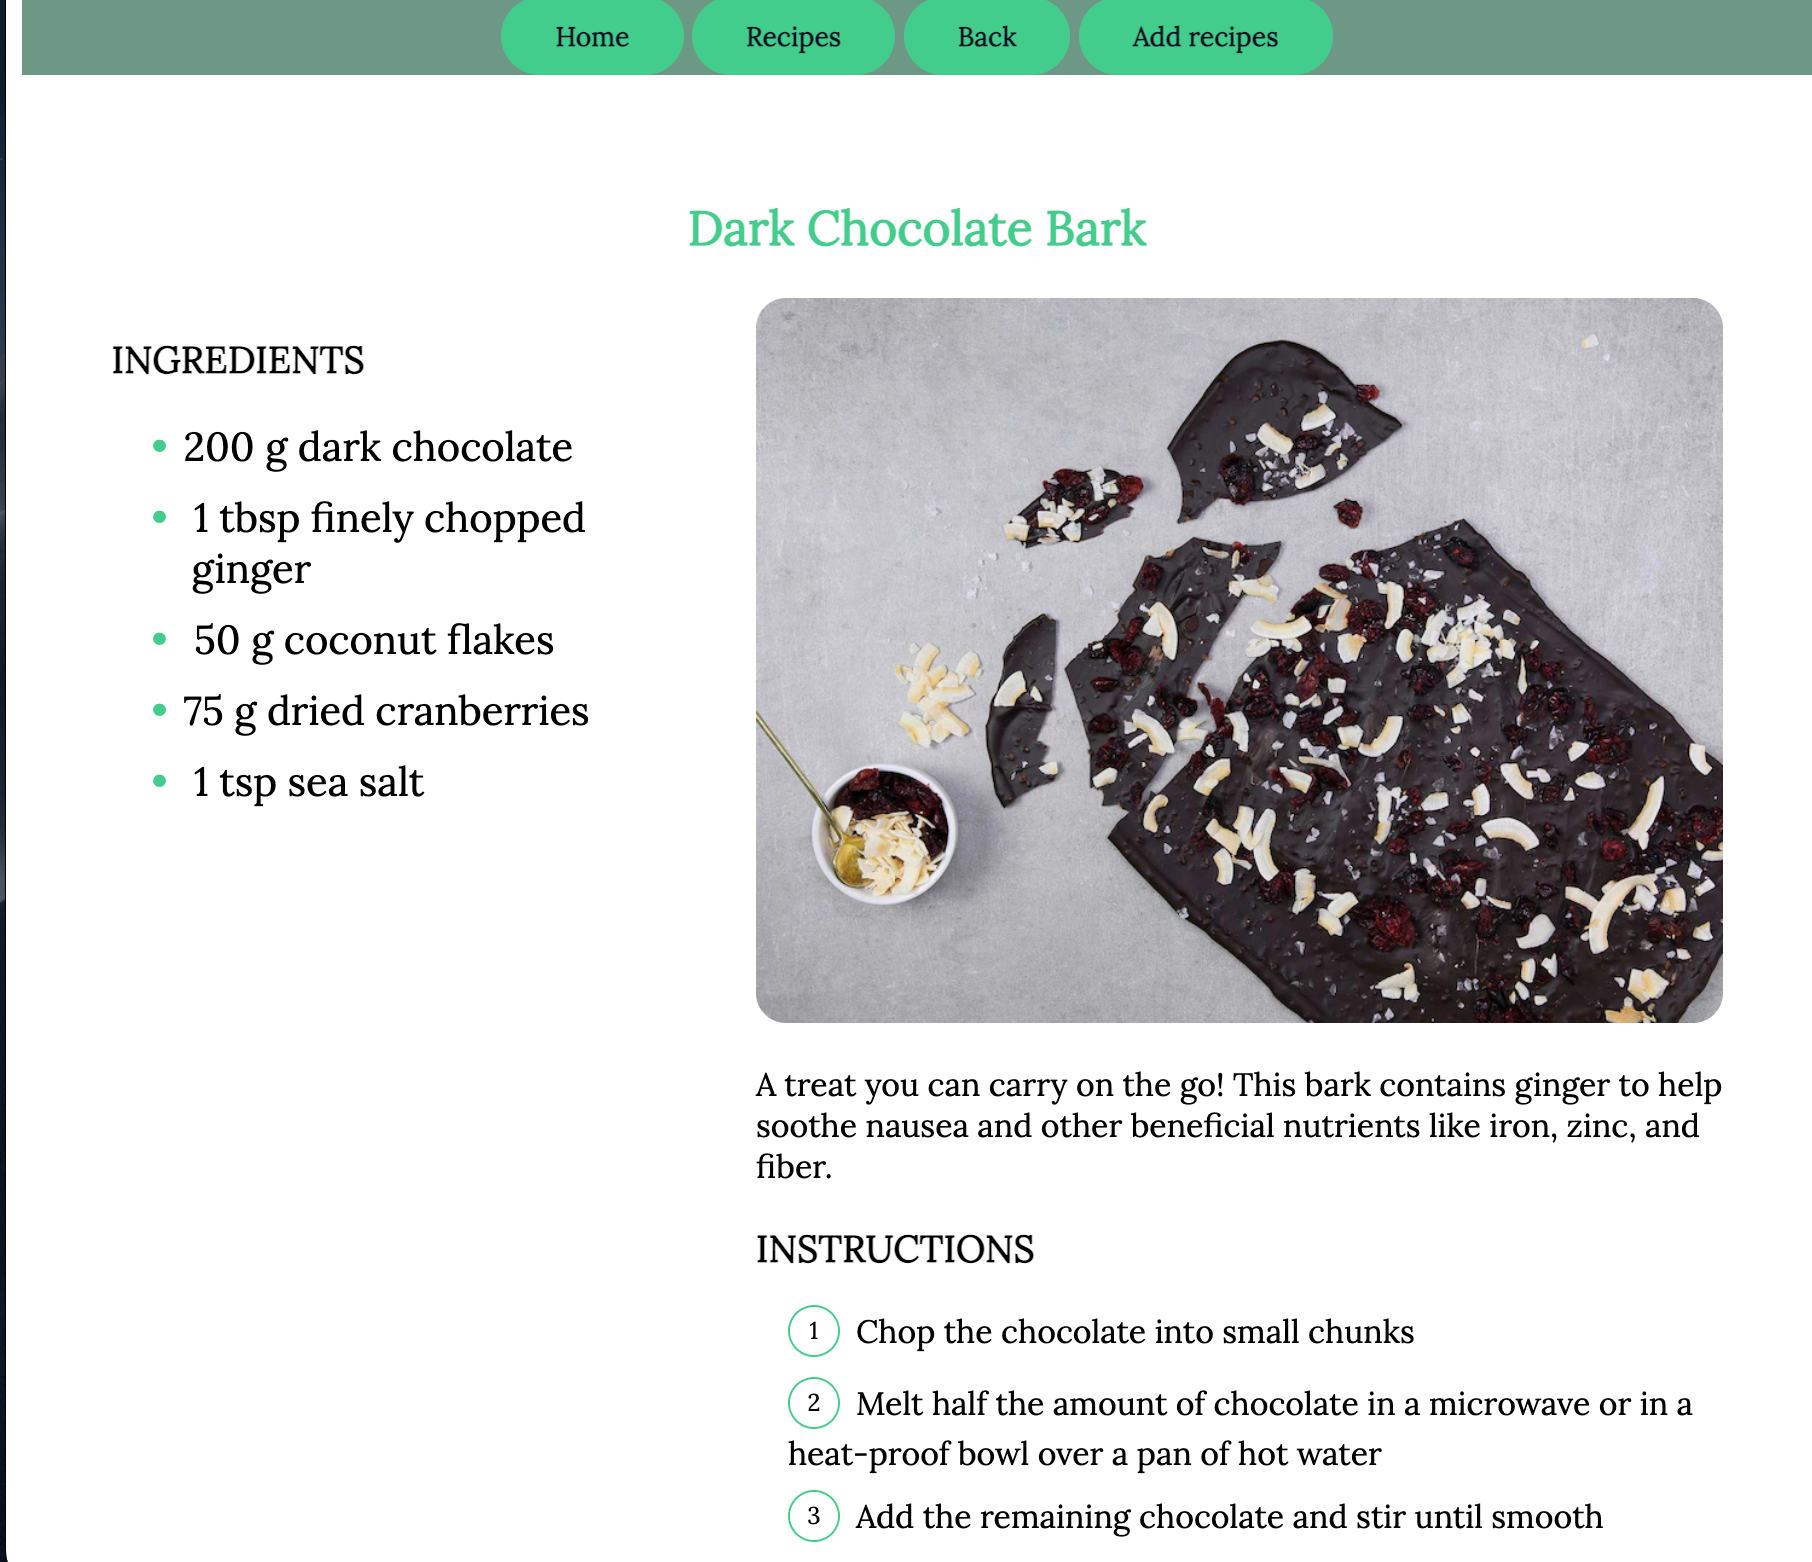 Home Recipes Back Add recipes
Dark Chocolate Bark
INGREDIENTS
• 200 g dark chocolate
• 1 tbsp finely chopped
ginger
• 50 g coconut flakes
• 75 g dried cranberries
• 1 tsp sea salt
A treat you can carry on the go! This bark contains ginger to help
soothe nausea and other beneficial nutrients like iron, zinc, and
fiber.
INSTRUCTIONS
1 Chop the chocolate into small chunks
2 Melt half the amount of chocolate in a microwave or in a
heat-proof bowl over a pan of hot water
3 Add the remaining chocolate and stir until smooth